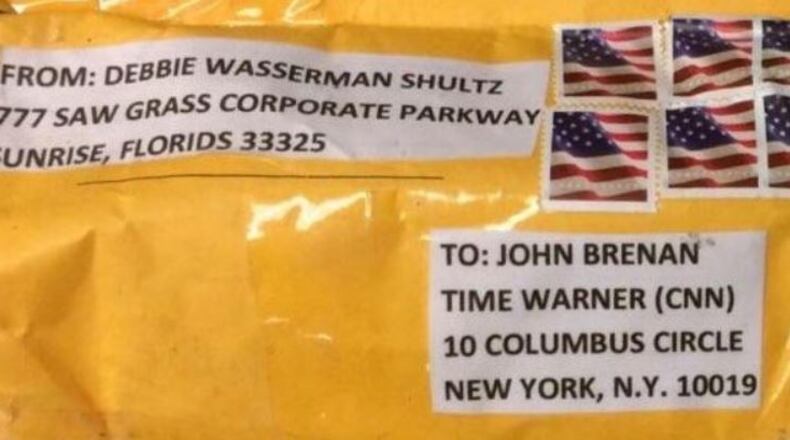 FROM: DEBBIE WASSERMAN SHULTZ
777 SAW GRASS CORPORATE PARKWAY
SUNRISE, FLORIDS 33325
TO: JOHN BRENAN
TIME WARNER (CNN)
10 COLUMBUS CIRCLE
NEW YORK, N.Y. 10019